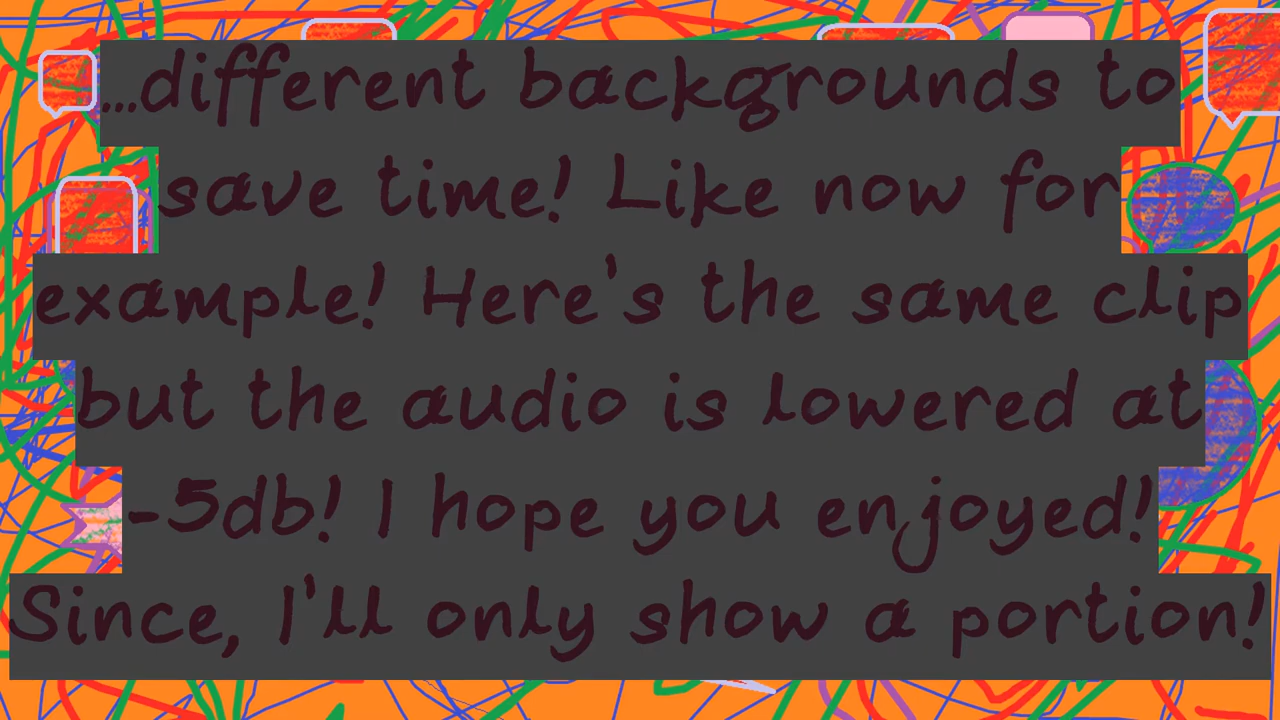 ...different backgrounds to
save time! Like now for
example! Here's the same clip
but the audio is lowered at
-5db! I hope you enjoyed!
Since, I'll only show a portion!